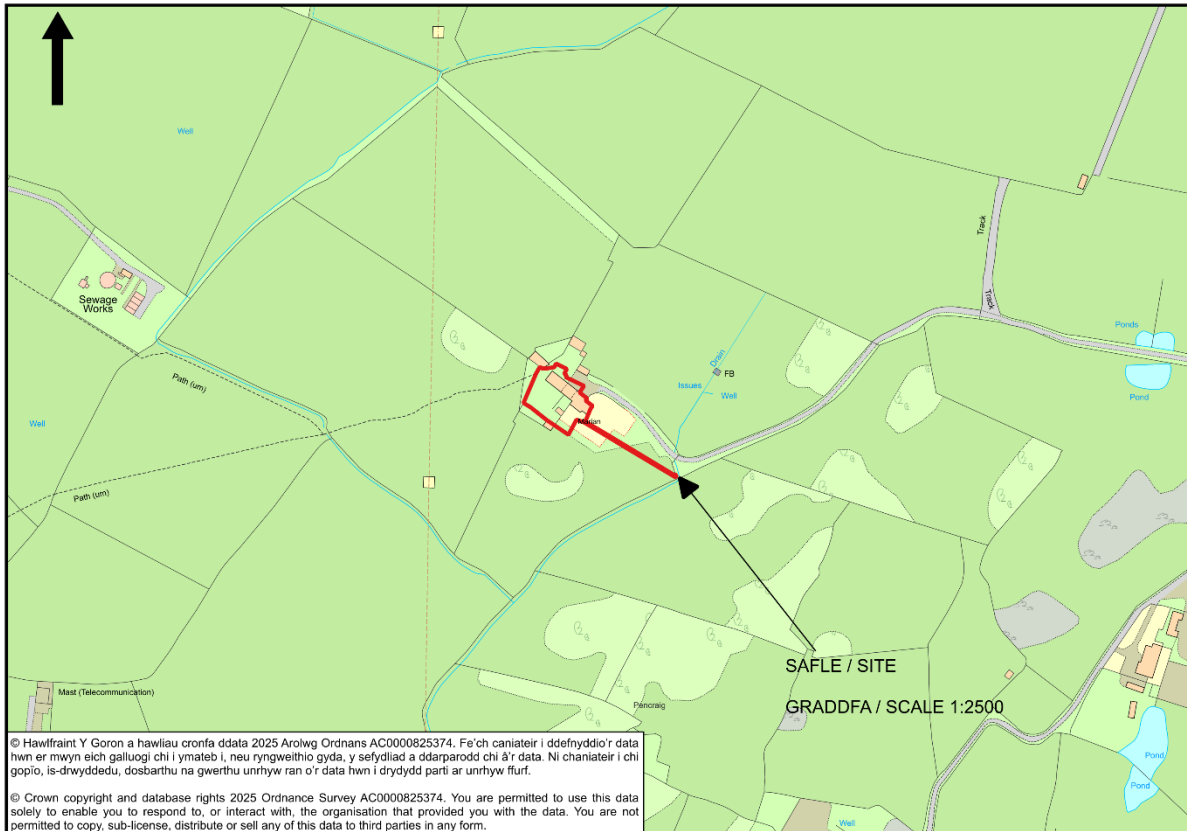 Well
Sewage
Works
Path (um)
Well
Path (um)
Track
Track
Ponds
Pond
Drain
FB
Issues
Well
Marian
SAFLE / SITE
GRADDFA / SCALE 1:2500
Mast (Telecommunication)
Pencraig
Pond
Pond
Well
© Hawlfraint Y Goron a hawliau cronfa ddata 2025 Arolwg Ordnans AC0000825374. Fe'ch caniateir i ddefnyddio'r data
hwn er mwyn eich galluogi chi i ymateb i, neu ryngweithio gyda, y sefydliad a ddarparodd chi â'r data. Ni chaniateir i chi
gopïo, is-drwyddedu, dosbarthu na gwerthu unrhyw ran o'r data hwn i drydydd parti ar unrhyw ffurf.
© Crown copyright and database rights 2025 Ordnance Survey AC0000825374. You are permitted to use this data
solely to enable you to respond to, or interact with, the organisation that provided you with the data. You are not
permitted to copy, sub-license, distribute or sell any of this data to third parties in any form.